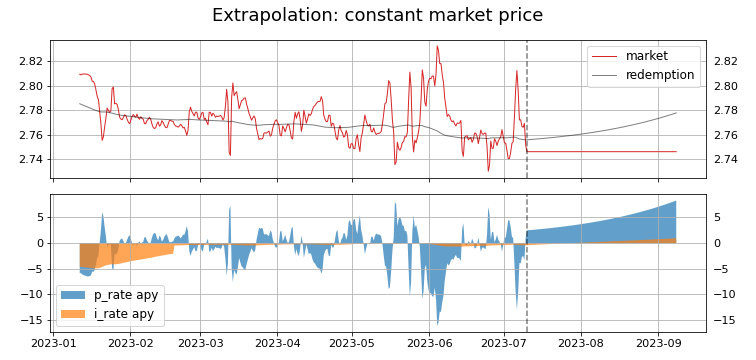 Extrapolation: constant market price
2.82 2.82
2.80 2.80
2.78 2.78
2.76 2.76
2.74 2.74
market
redemption
5 5
0 0
−5 −5
−10 −10
−15 −15
p_rate apy
i_rate apy
2023-01 2023-02 2023-03 2023-04 2023-05 2023-06 2023-07 2023-08 2023-09